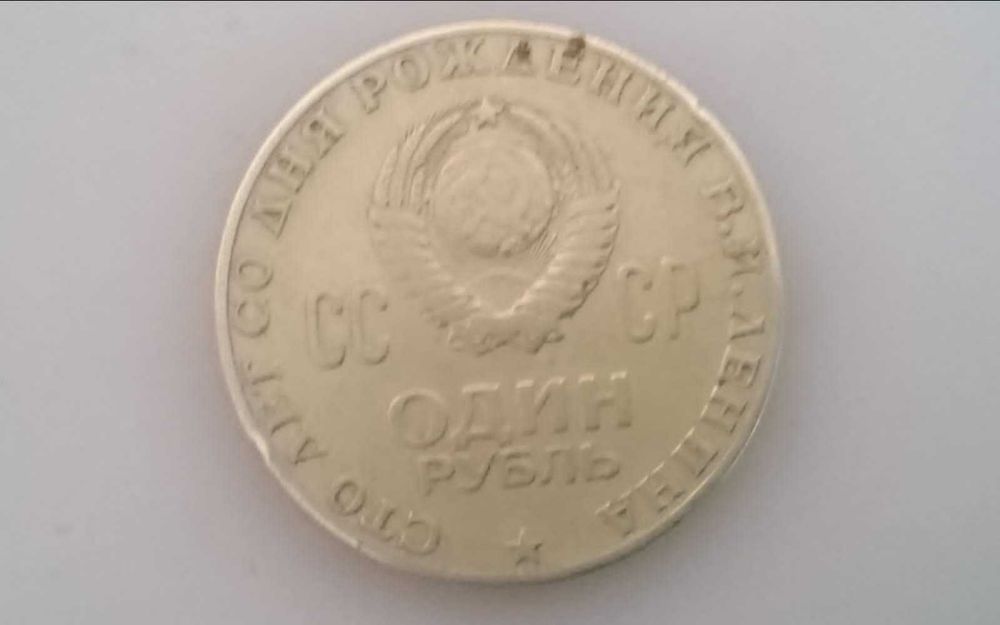 СТО ЛЕТ СО ДНЯ РОЖДЕНИЯ В.И.ЛЕНИНА
СС СР
ОДИН
РУБЛЬ